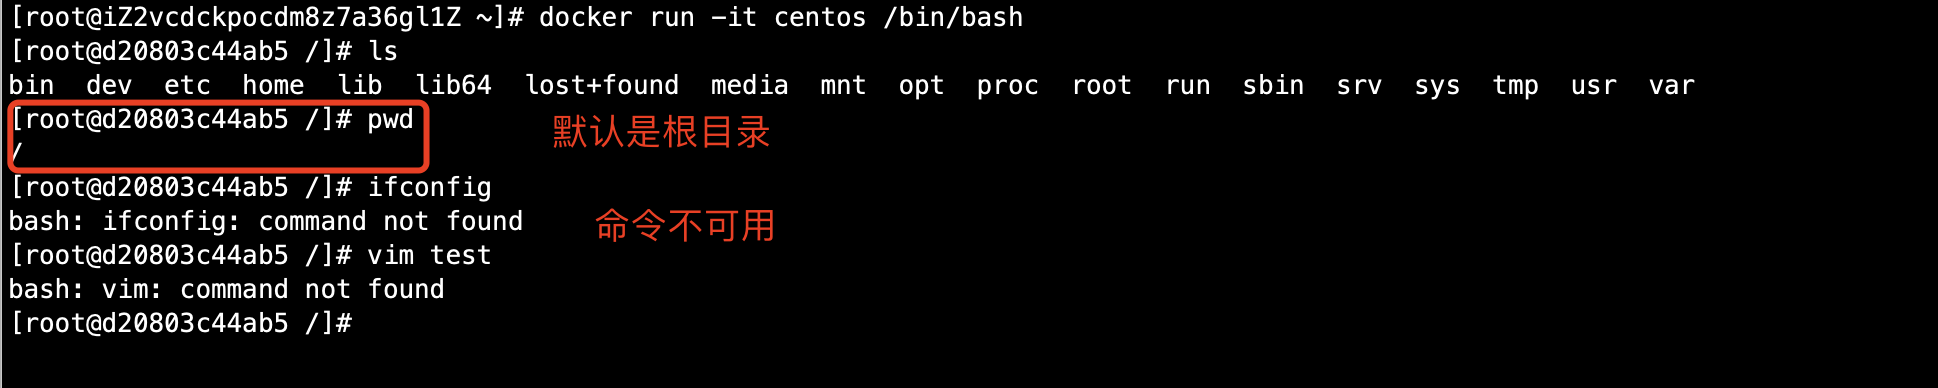 [root@iZ2vcdckpocdm8z7a36gl1Z ~]# docker run -it centos /bin/bash
[root@d20803c44ab5 /]# ls
bin  dev  etc  home  lib  lib64  lost+found  media  mnt  opt  proc  root  run  sbin  srv  sys  tmp  usr  var
[root@d20803c44ab5 /]# pwd
默认是根目录
/
[root@d20803c44ab5 /]# ifconfig
bash: ifconfig: command not found
命令不可用
[root@d20803c44ab5 /]# vim test
bash: vim: command not found
[root@d20803c44ab5 /]#